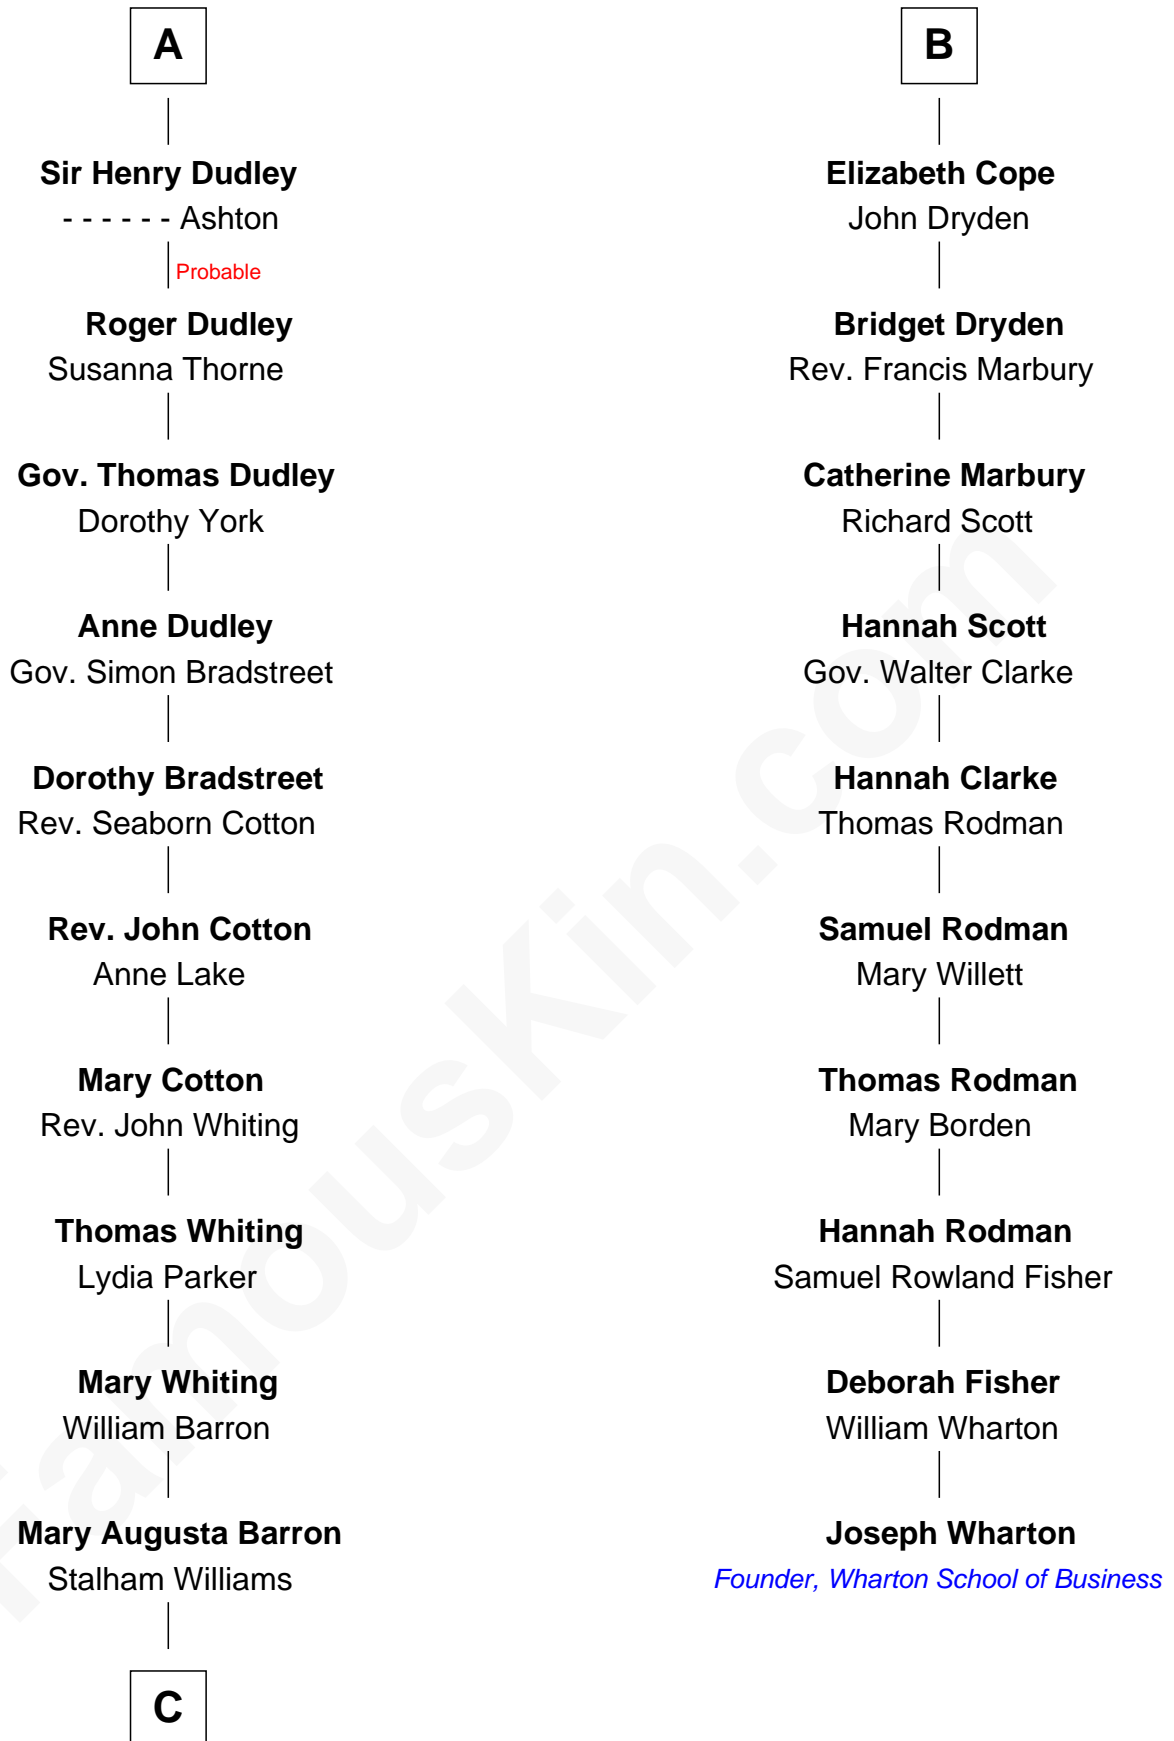 A
Sir Henry Dudley
- - - - - - Ashton
Probable
Roger Dudley
Susanna Thorne
Gov. Thomas Dudley
Dorothy York
Anne Dudley
Gov. Simon Bradstreet
Dorothy Bradstreet
Rev. Seaborn Cotton
Rev. John Cotton
Anne Lake
Mary Cotton
Rev. John Whiting
Thomas Whiting
Lydia Parker
Mary Whiting
William Barron
Mary Augusta Barron
Stalham Williams
C
B
Elizabeth Cope
John Dryden
Bridget Dryden
Rev. Francis Marbury
Catherine Marbury
Richard Scott
Hannah Scott
Gov. Walter Clarke
Hannah Clarke
Thomas Rodman
Samuel Rodman
Mary Willett
Thomas Rodman
Mary Borden
Hannah Rodman
Samuel Rowland Fisher
Deborah Fisher
William Wharton
Joseph Wharton
Founder, Wharton School of Business
FamousKin.com